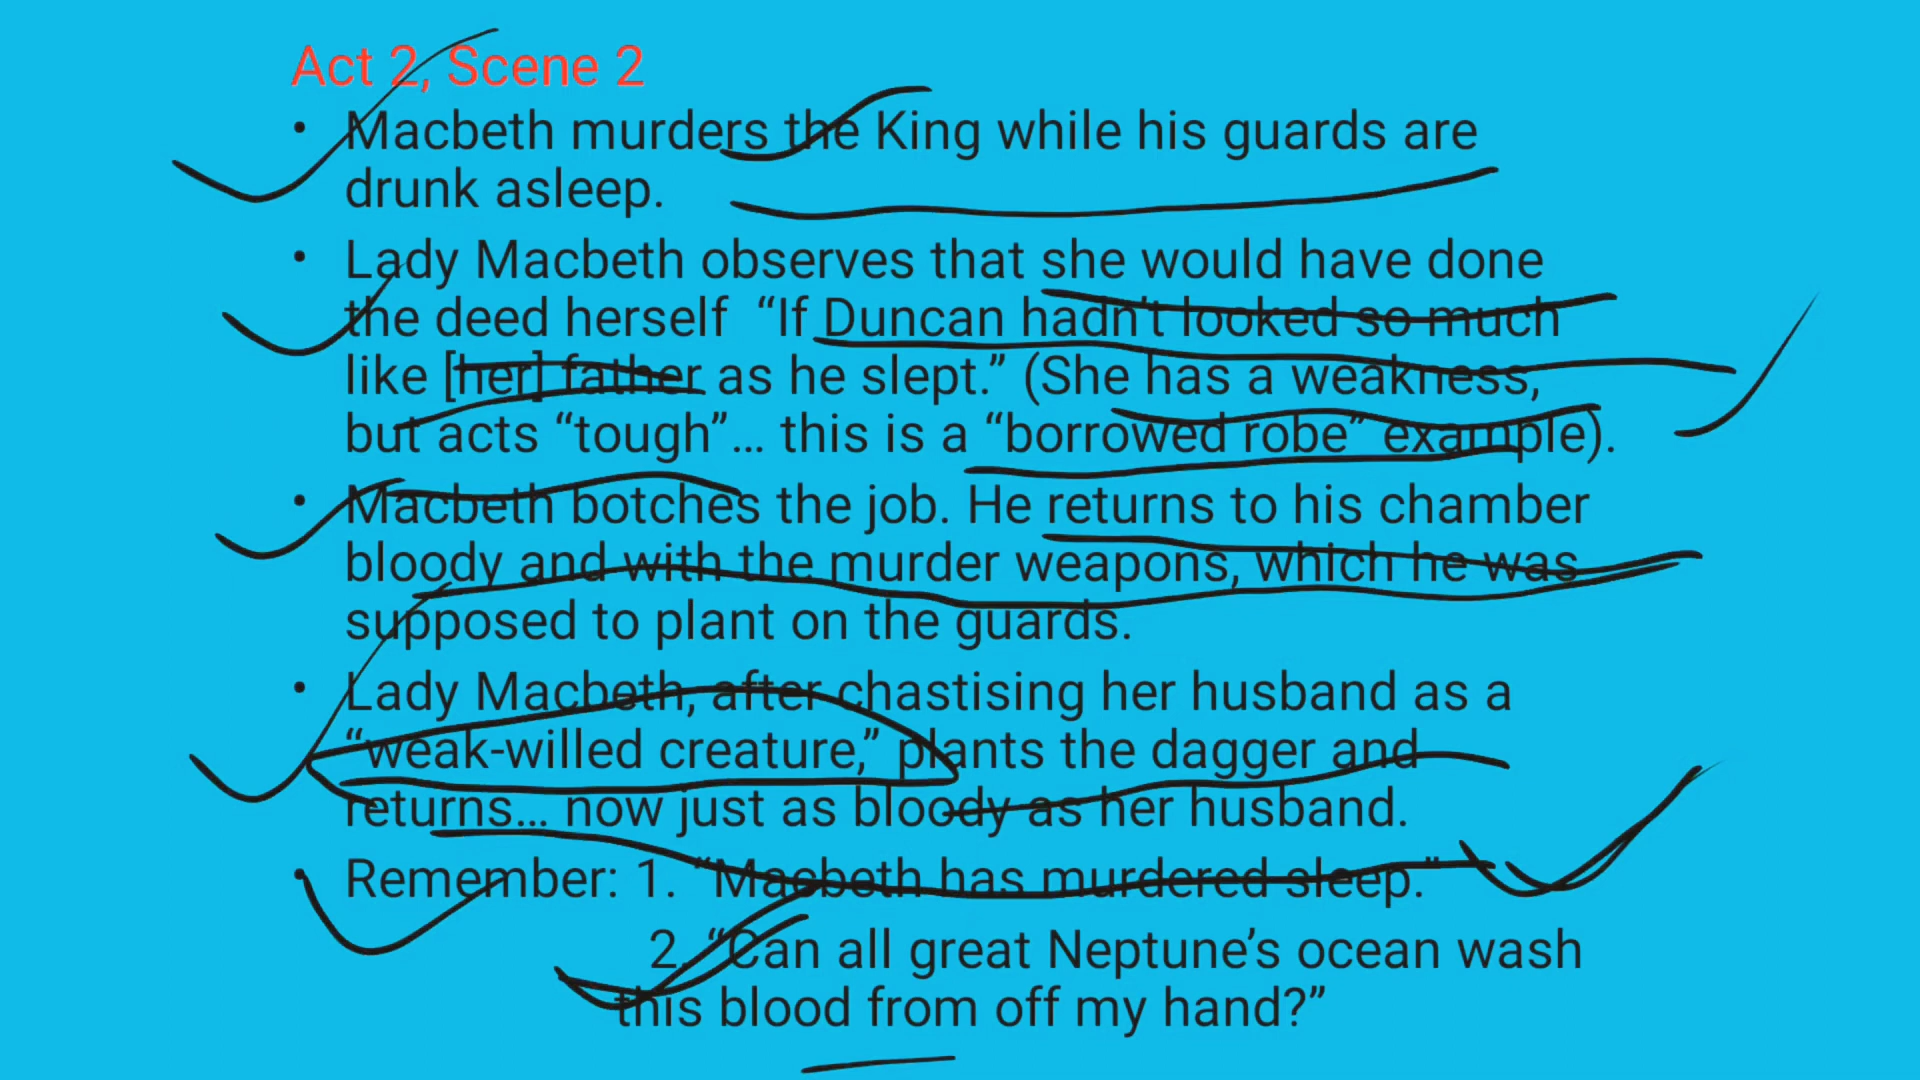 Act 2, Scene 2
• Macbeth murders the King while his guards are
drunk asleep.
• Lady Macbeth observes that she would have done
the deed herself “If Duncan hadn’t looked so much
like [her] father as he slept.” (She has a weakness,
but acts “tough”… this is a “borrowed robe” example).
• Macbeth botches the job. He returns to his chamber
bloody and with the murder weapons, which he was
supposed to plant on the guards.
• Lady Macbeth, after chastising her husband as a
“weak-willed creature,” plants the dagger and
returns… now just as bloody as her husband.
• Remember: 1. “Macbeth has murdered sleep.”
2. “Can all great Neptune’s ocean wash
this blood from off my hand?”